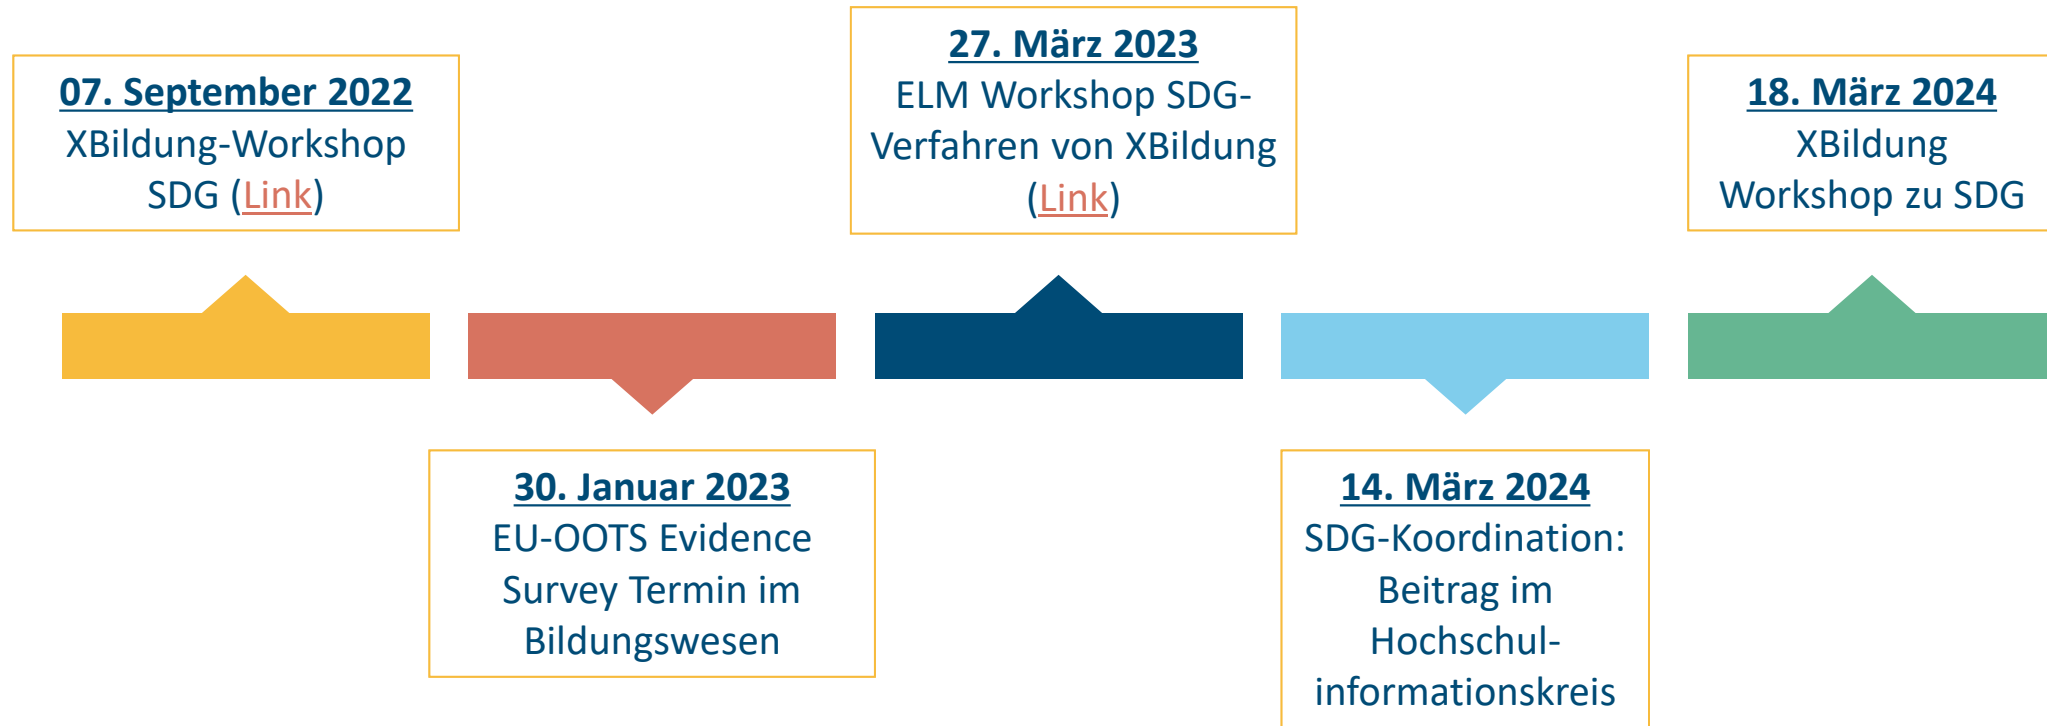 07. September 2022
XBildung-Workshop
SDG (Link)
30. Januar 2023
EU-OOTS Evidence
Survey Termin im
Bildungswesen
27. März 2023
ELM Workshop SDG-
Verfahren von XBildung
(Link)
14. März 2024
SDG-Koordination:
Beitrag im
Hochschul-
informationskreis
18. März 2024
XBildung
Workshop zu SDG